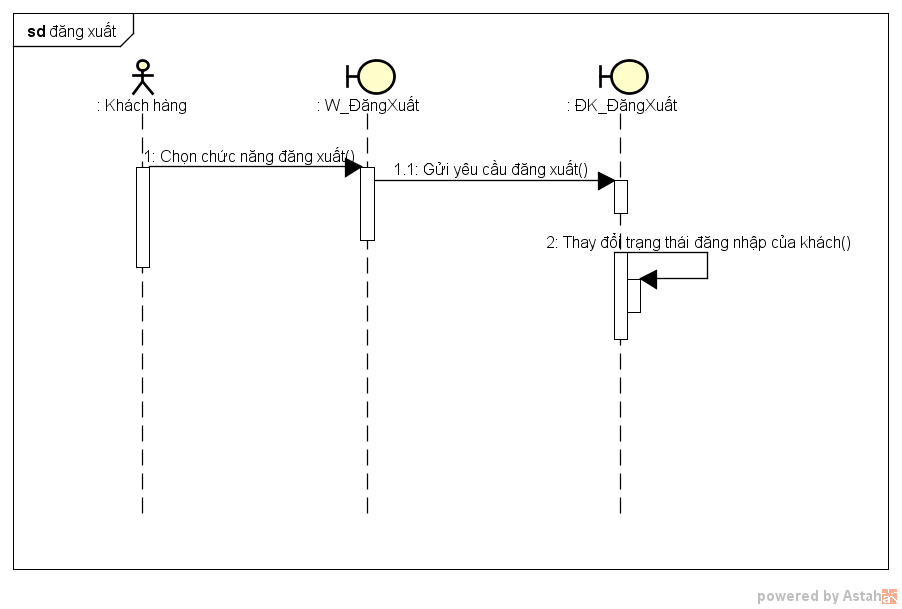 sd đăng xuất
: Khách hàng
: W_ĐăngXuất
: ĐK_ĐăngXuất
1: Chọn chức năng đăng xuất()
1.1: Gửi yêu cầu đăng xuất()
2: Thay đổi trạng thái đăng nhập của khách()
powered by Astah